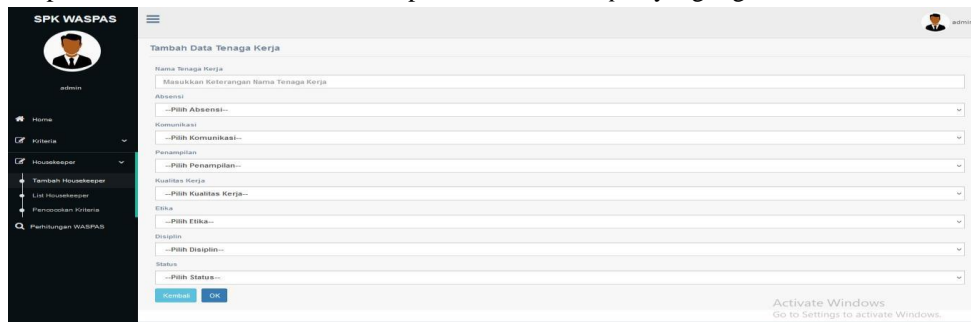 SPK WASPAS
admin
admin
Home
Kriteria
Housekeeper
Tambah Housekeeper
List Housekeeper
Pencocokan Kriteria
Perhitungan WASPAS
Tambah Data Tenaga Kerja
Nama Tenaga Kerja
Masukkan Keterangan Nama Tenaga Kerja
Absensi
--Pilih Absensi--
Komunikasi
--Pilih Komunikasi--
Penampilan
--Pilih Penampilan--
Kualitas Kerja
--Pilih Kualitas Kerja--
Etika
--Pilih Etika--
Disiplin
--Pilih Disiplin--
Status
--Pilih Status--
Kembali OK
Activate Windows
Go to Settings to activate Windows.